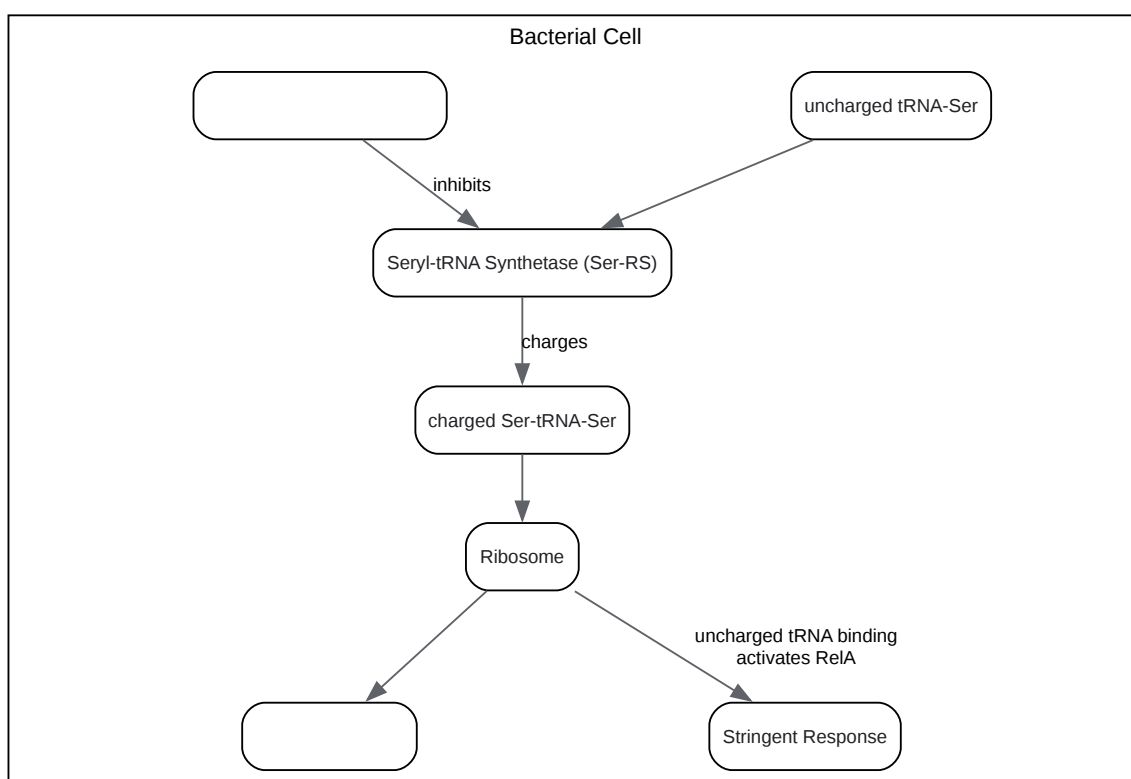 Bacterial Cell
uncharged tRNA-Ser
inhibits
Seryl-tRNA Synthetase (Ser-RS)
charges
charged Ser-tRNA-Ser
Ribosome
uncharged tRNA binding
activates RelA
Stringent Response